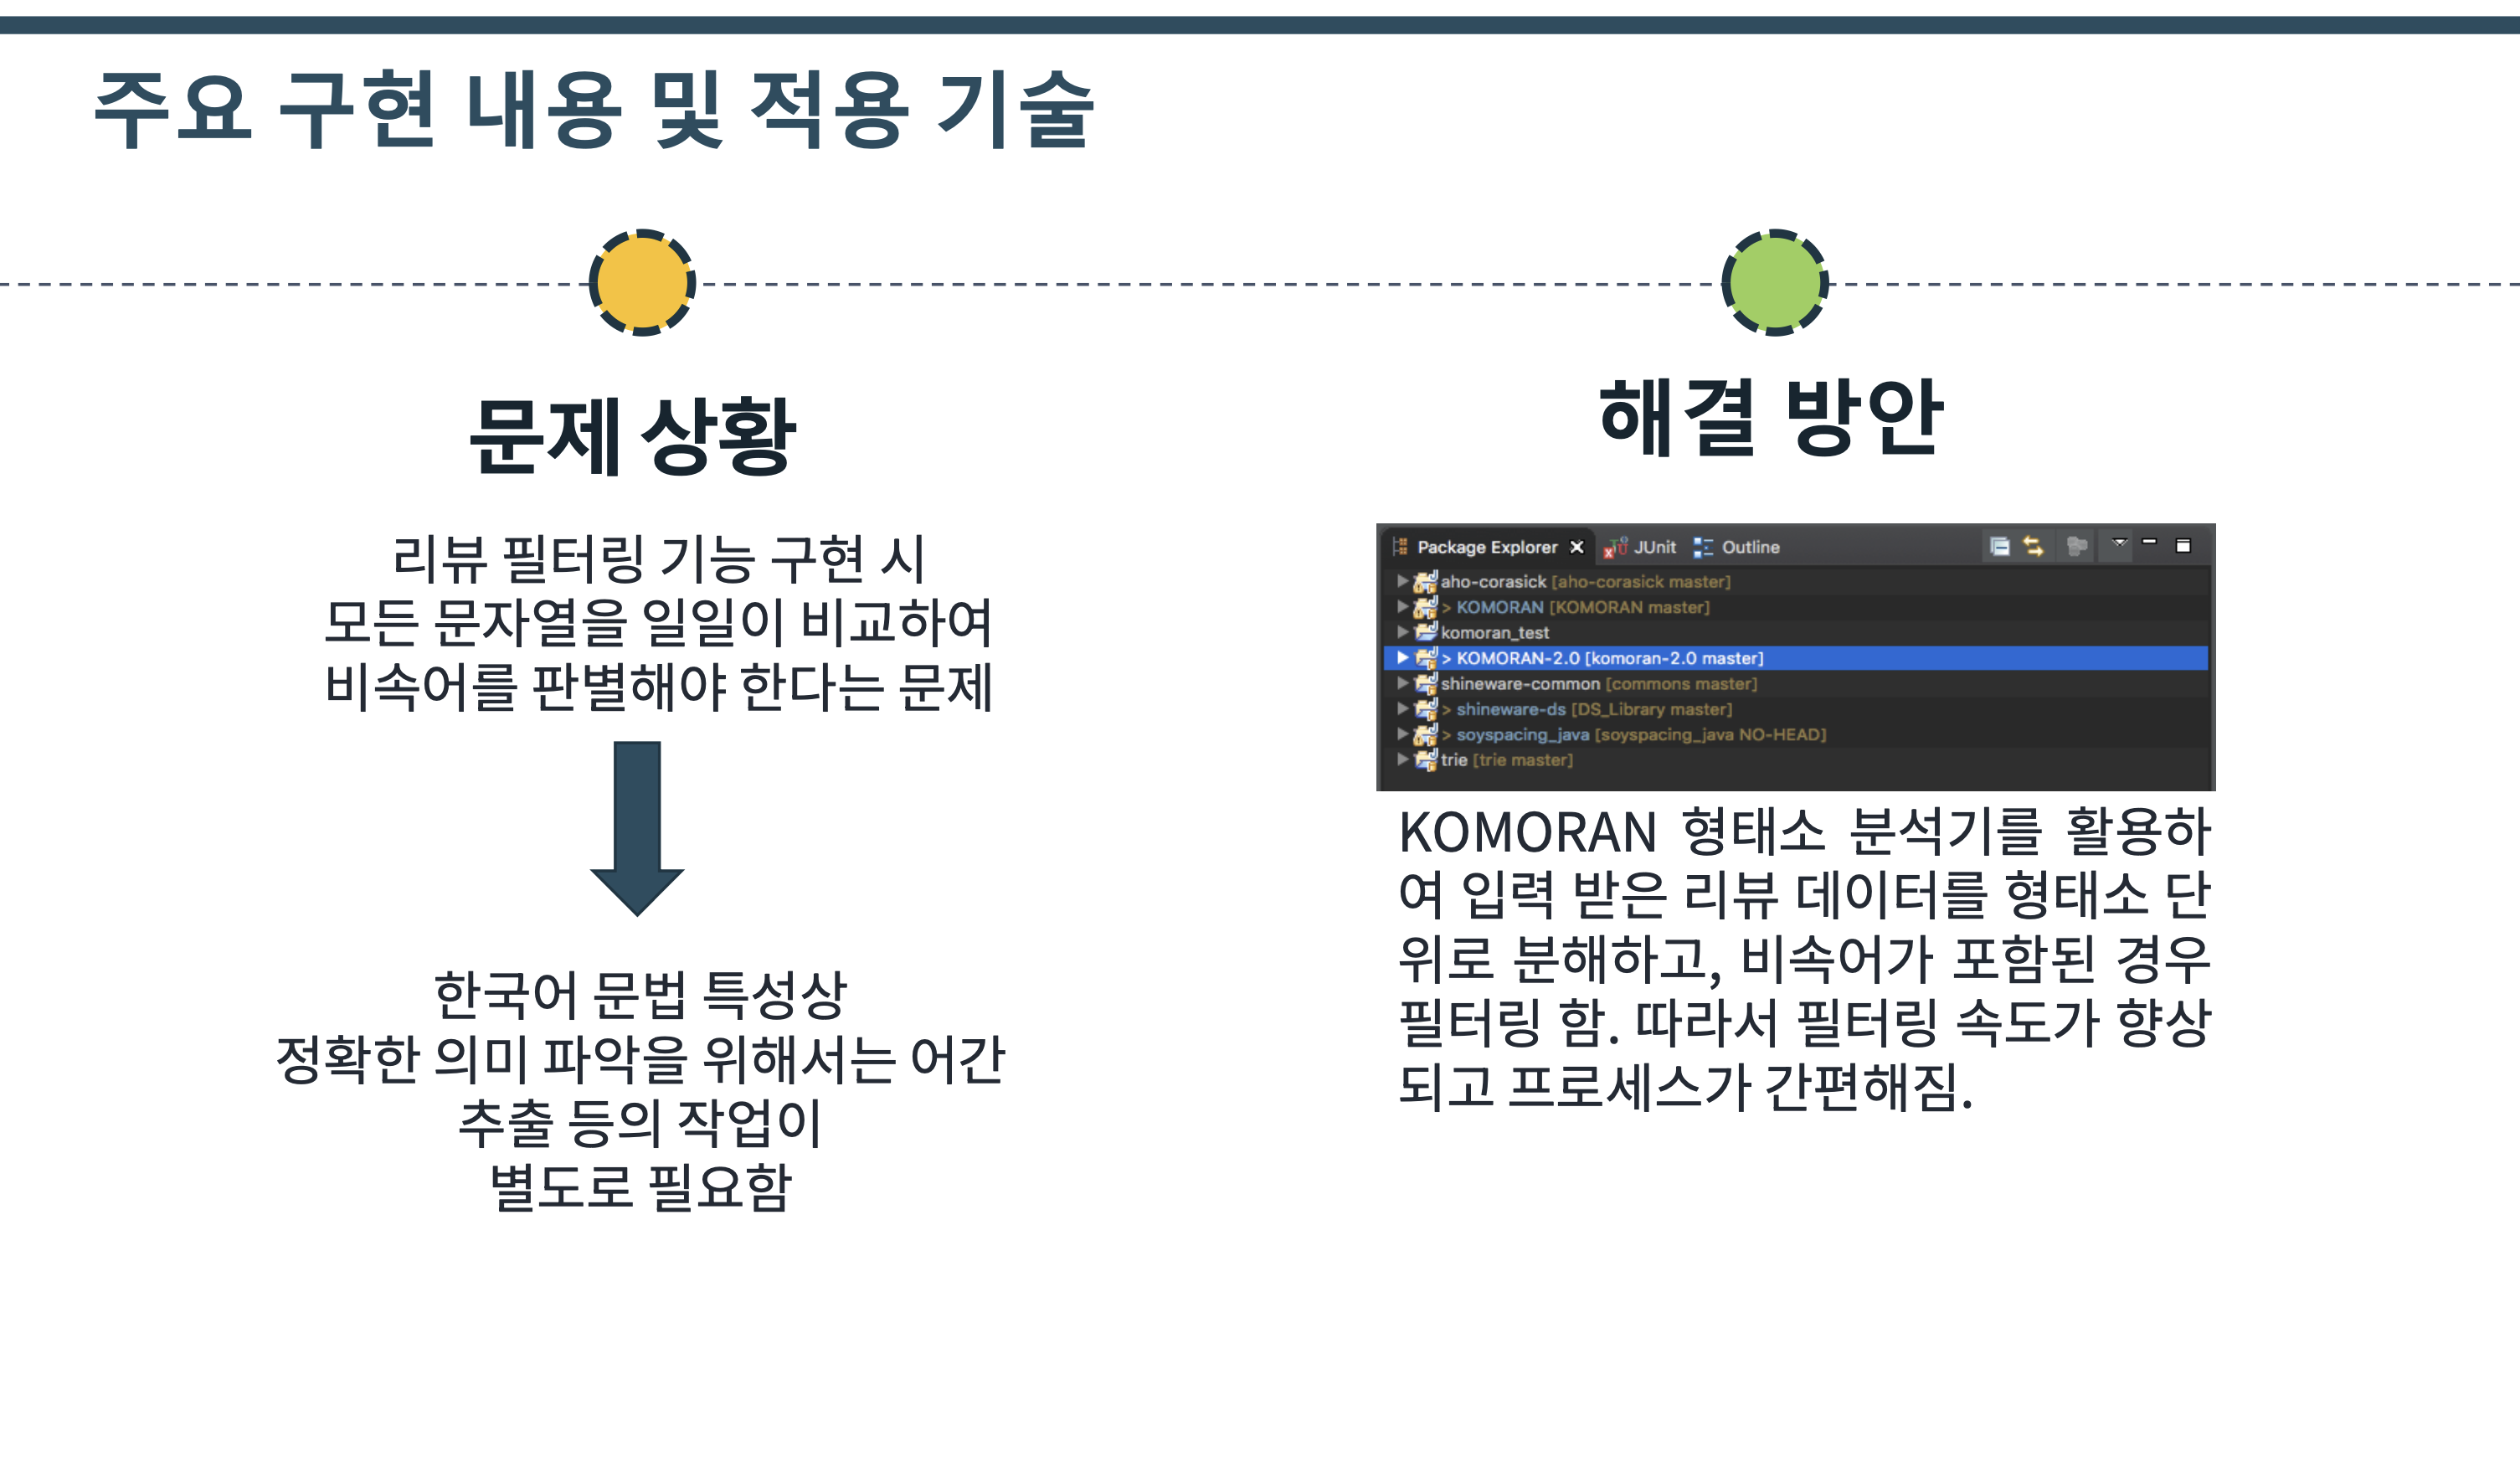 주요 구현 내용 및 적용 기술
문제 상황
리뷰 필터링 기능 구현 시
모든 문자열을 일일이 비교하여
비속어를 판별해야 한다는 문제
한국어 문법 특성상
정확한 의미 파악을 위해서는 어간
추출 등의 작업이
별도로 필요함
해결 방안
Package Explorer JUnit Outline
aho-corasick [aho-corasick master]
> KOMORAN [KOMORAN master]
komoran_test
> KOMORAN-2.0 [komoran-2.0 master]
shineware-common [commons master]
> shineware-ds [DS_Library master]
> soyspacing_java [soyspacing_java NO-HEAD]
trie [trie master]
KOMORAN 형태소 분석기를 활용하
여 입력 받은 리뷰 데이터를 형태소 단
위로 분해하고, 비속어가 포함된 경우
필터링 함. 따라서 필터링 속도가 향상
되고 프로세스가 간편해짐.